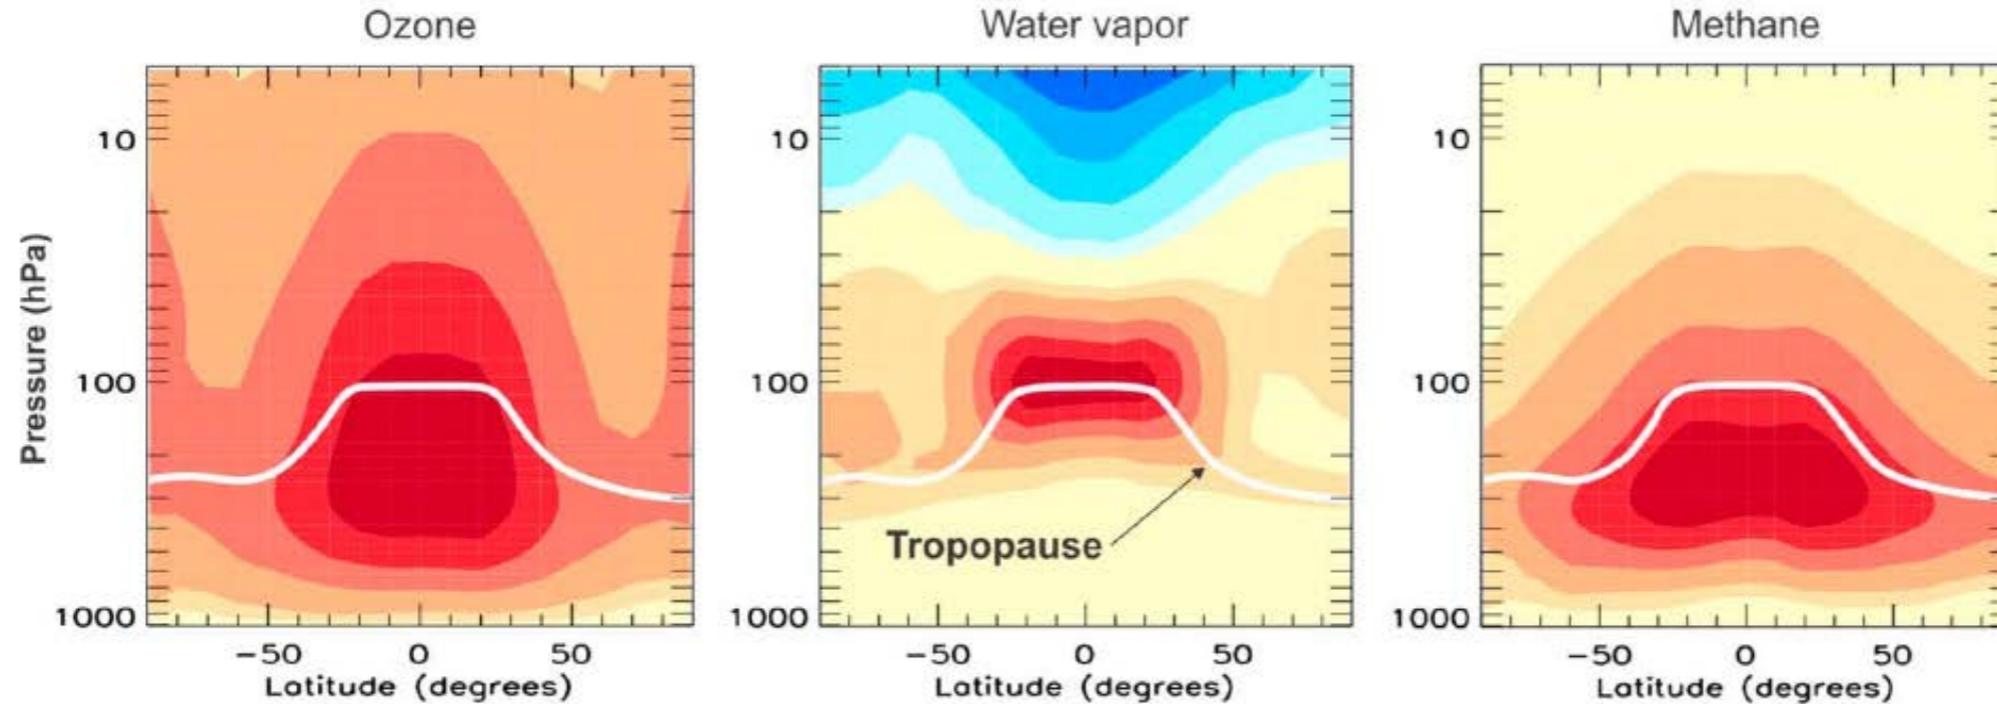 Ozone
Water vapor
Methane
Pressure (hPa)
10
100
1000
-50 0 50
Latitude (degrees)
10
100
1000
Tropopause
-50 0 50
Latitude (degrees)
10
100
1000
-50 0 50
Latitude (degrees)